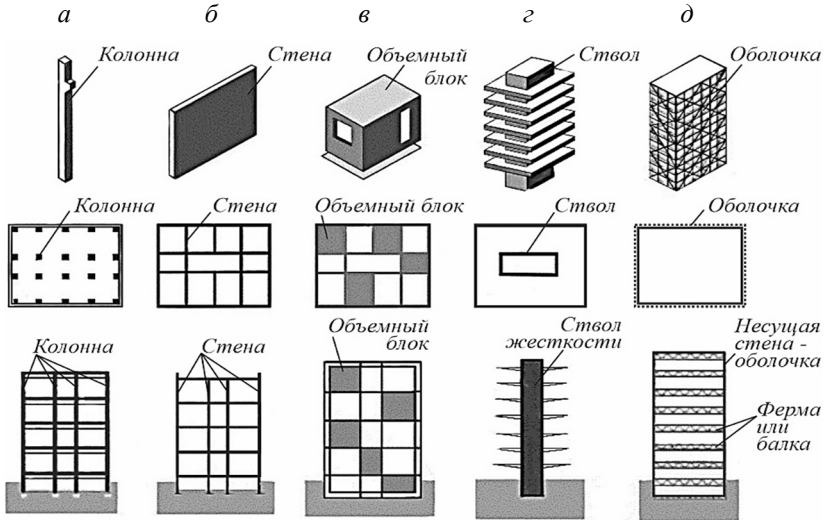 а б в г д
Колонна
Стена
Объемный
блок
Ствол
Оболочка
Колонна
Стена
Объемный блок
Ствол
Оболочка
Колонна
Стена
Объемный
блок
Ствол
жесткости
Несущая
стена -
оболочка
Ферма
или
балка